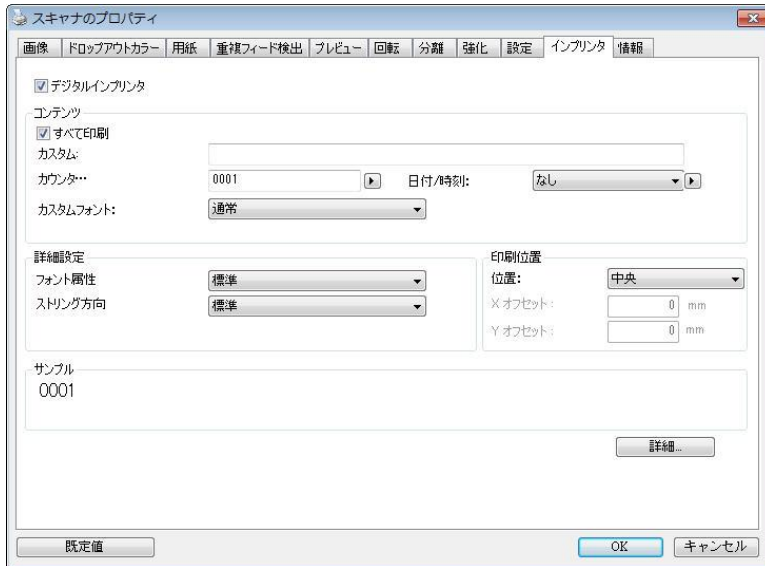 スキャナのプロパティ
画像 ドロップアウトカラー 用紙 重複フィード検出 プレビュー 回転 分離 強化 設定 インプリンタ 情報
デジタルインプリンタ
コンテンツ
すべて印刷
カスタム:
カウンタ… 0001 日付/時刻: なし
カスタムフォント: 通常
詳細設定 印刷位置
フォント属性 標準 位置: 中央
ストリング方向 標準 X オフセット: 0 mm
Y オフセット: 0 mm
サンプル
0001
詳細...
既定値 OK キャンセル